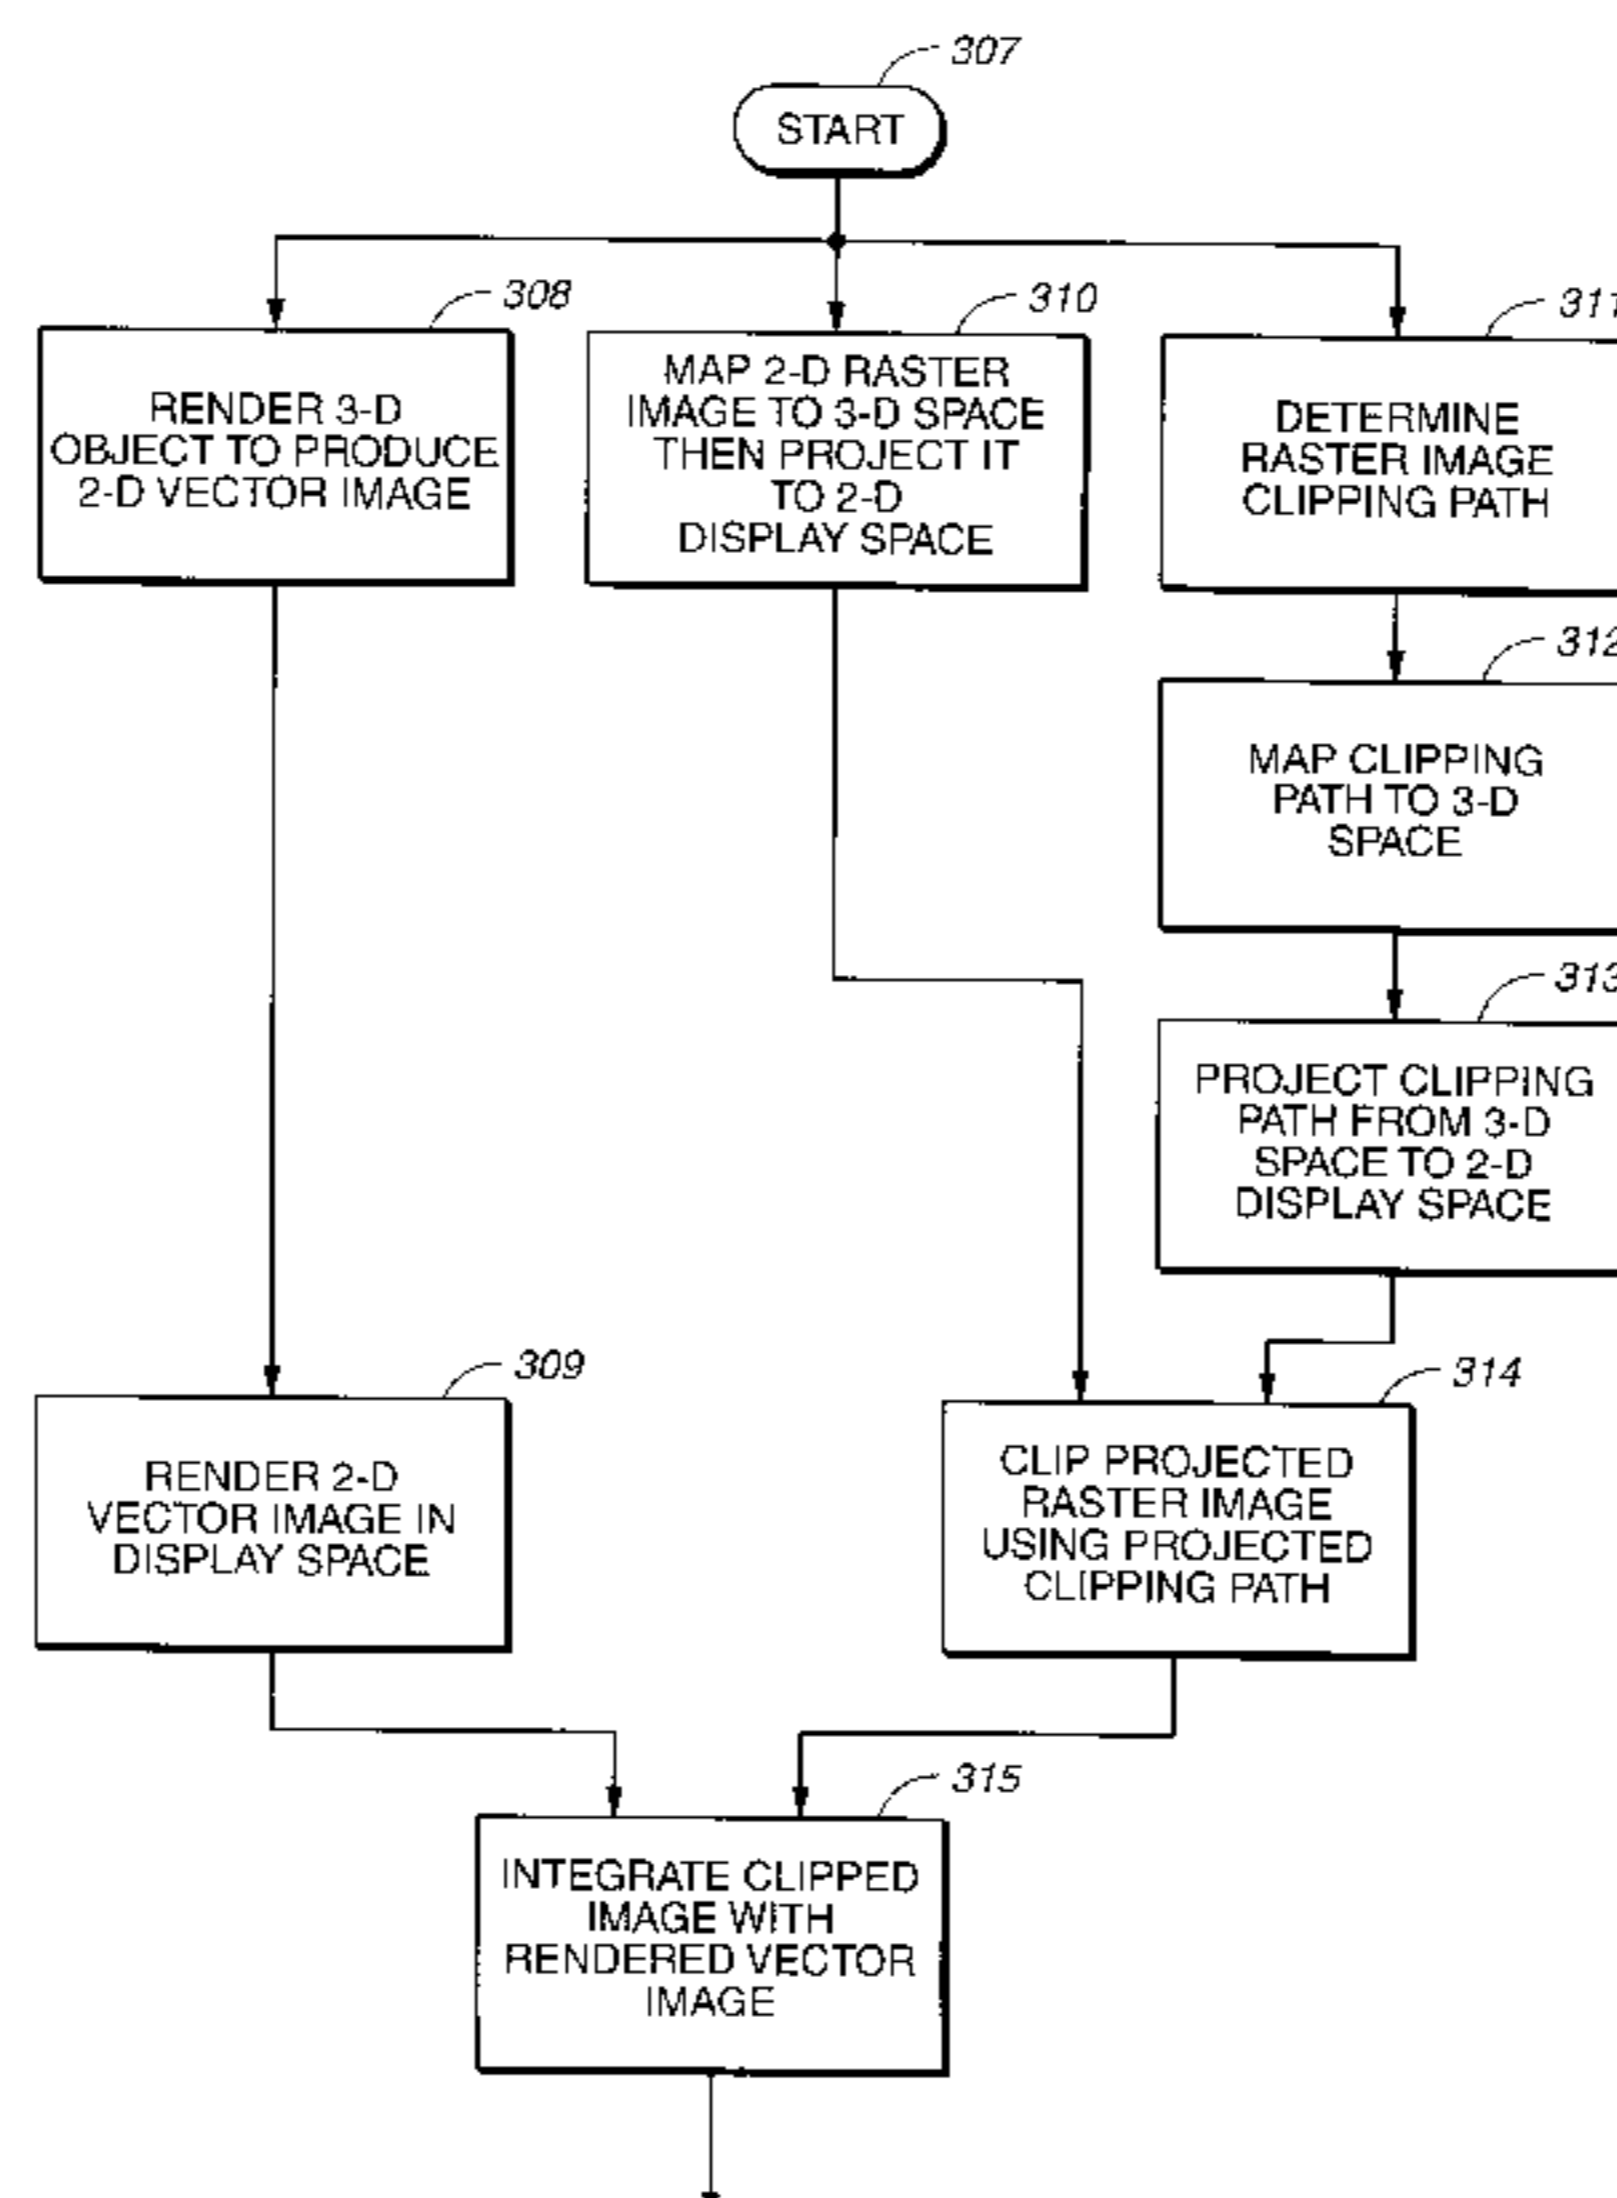 307
START
308
RENDER 3-D
OBJECT TO PRODUCE
2-D VECTOR IMAGE
310
MAP 2-D RASTER
IMAGE TO 3-D SPACE
THEN PROJECT IT
TO 2-D
DISPLAY SPACE
311
DETERMINE
RASTER IMAGE
CLIPPING PATH
312
MAP CLIPPING
PATH TO 3-D
SPACE
313
PROJECT CLIPPING
PATH FROM 3-D
SPACE TO 2-D
DISPLAY SPACE
309
RENDER 2-D
VECTOR IMAGE IN
DISPLAY SPACE
314
CLIP PROJECTED
RASTER IMAGE
USING PROJECTED
CLIPPING PATH
315
INTEGRATE CLIPPED
IMAGE WITH
RENDERED VECTOR
IMAGE